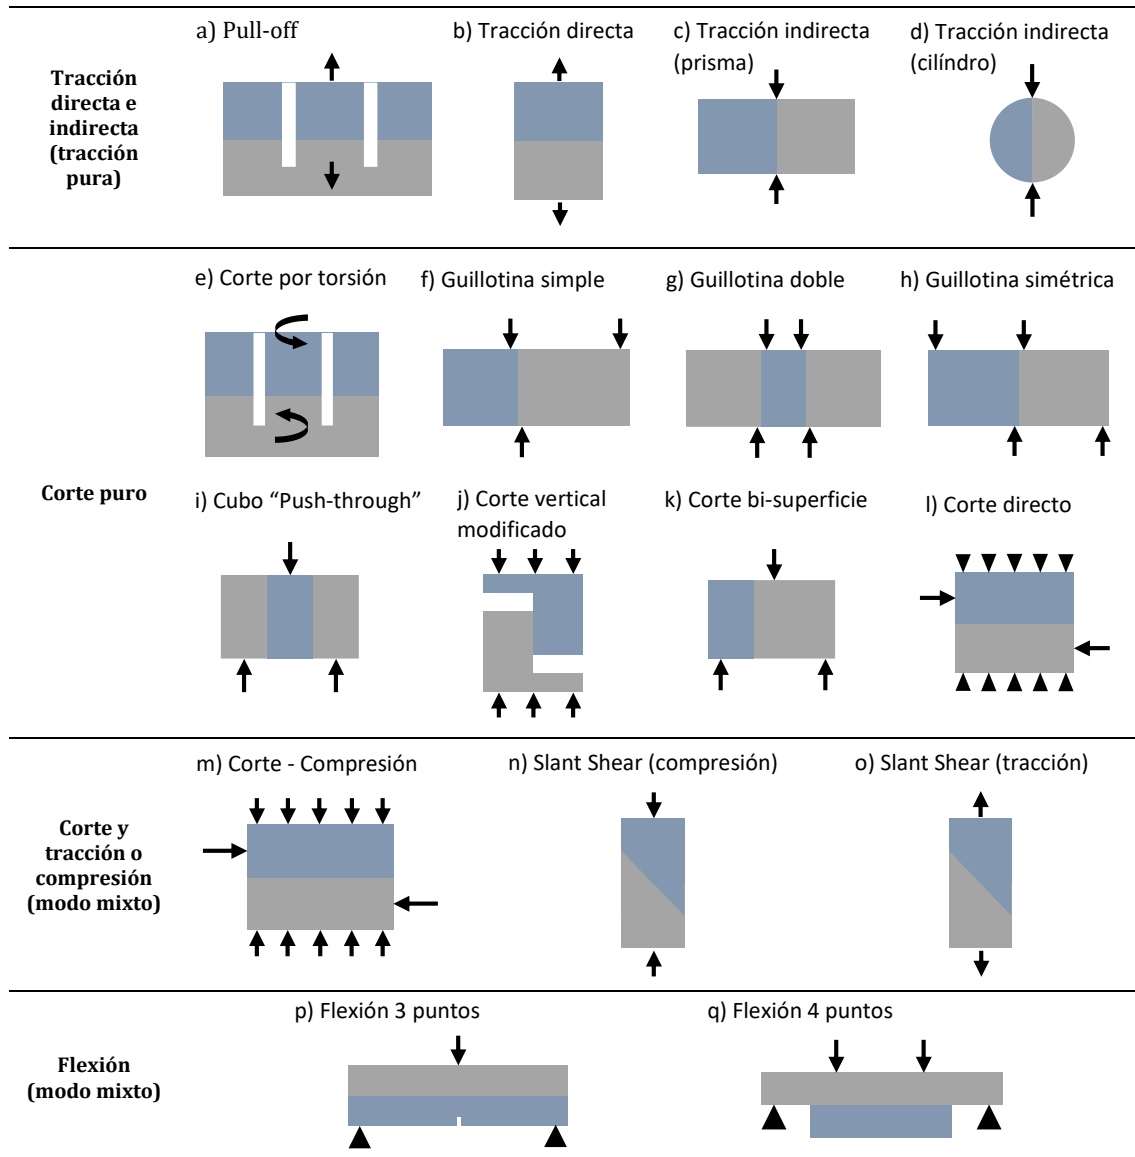 a) Pull-off
b) Tracción directa
c) Tracción indirecta
(prisma)
d) Tracción indirecta
(cilíndro)
Tracción
directa e
indirecta
(tracción
pura)
e) Corte por torsión
f) Guillotina simple
g) Guillotina doble
h) Guillotina simétrica
Corte puro
i) Cubo “Push-through”
j) Corte vertical
modificado
k) Corte bi-superficie
l) Corte directo
m) Corte - Compresión
n) Slant Shear (compresión)
o) Slant Shear (tracción)
Corte y
tracción o
compresión
(modo mixto)
p) Flexión 3 puntos
q) Flexión 4 puntos
Flexión
(modo mixto)